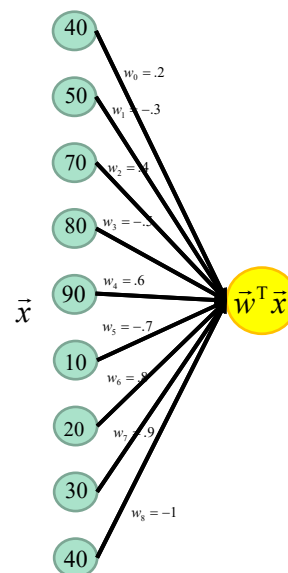 40
w₀ = .2
50
w₁ = −.3
70
w₂ = .4
80
w₃ = −.5
90
w₄ = .6
x⃗
w⃗ᵀ x⃗
w₅ = −.7
10
w₆ = .8
20
w₇ = .9
30
w₈ = −1
40